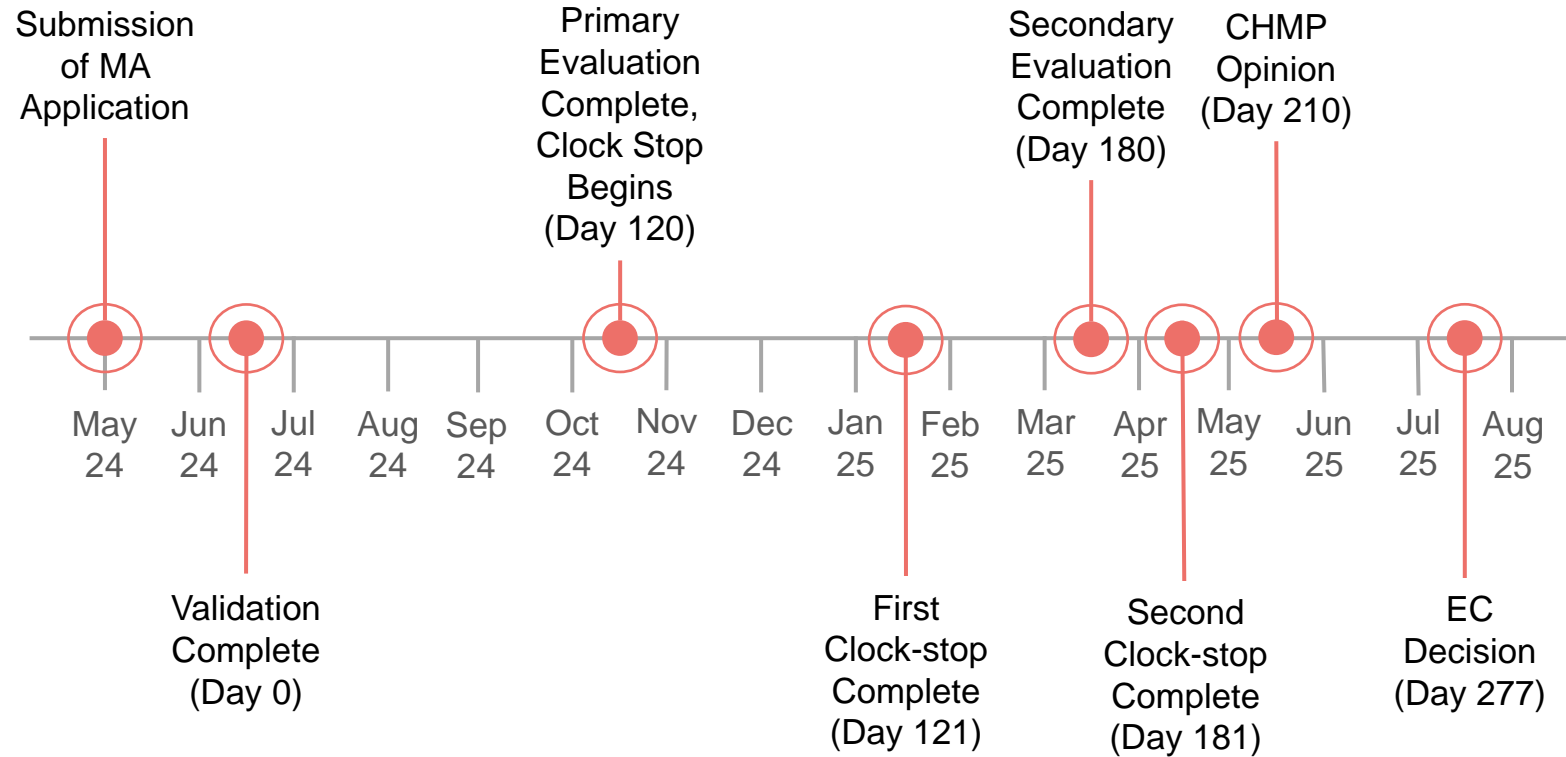 Submission
of MA
Application
Primary
Evaluation
Complete,
Clock Stop
Begins
(Day 120)
Secondary
Evaluation
Complete
(Day 180)
CHMP
Opinion
(Day 210)
May
24
Jun
24
Jul
24
Aug
24
Sep
24
Oct
24
Nov
24
Dec
24
Jan
25
Feb
25
Mar
25
Apr
25
May
25
Jun
25
Jul
25
Aug
25
Validation
Complete
(Day 0)
First
Clock-stop
Complete
(Day 121)
Second
Clock-stop
Complete
(Day 181)
EC
Decision
(Day 277)